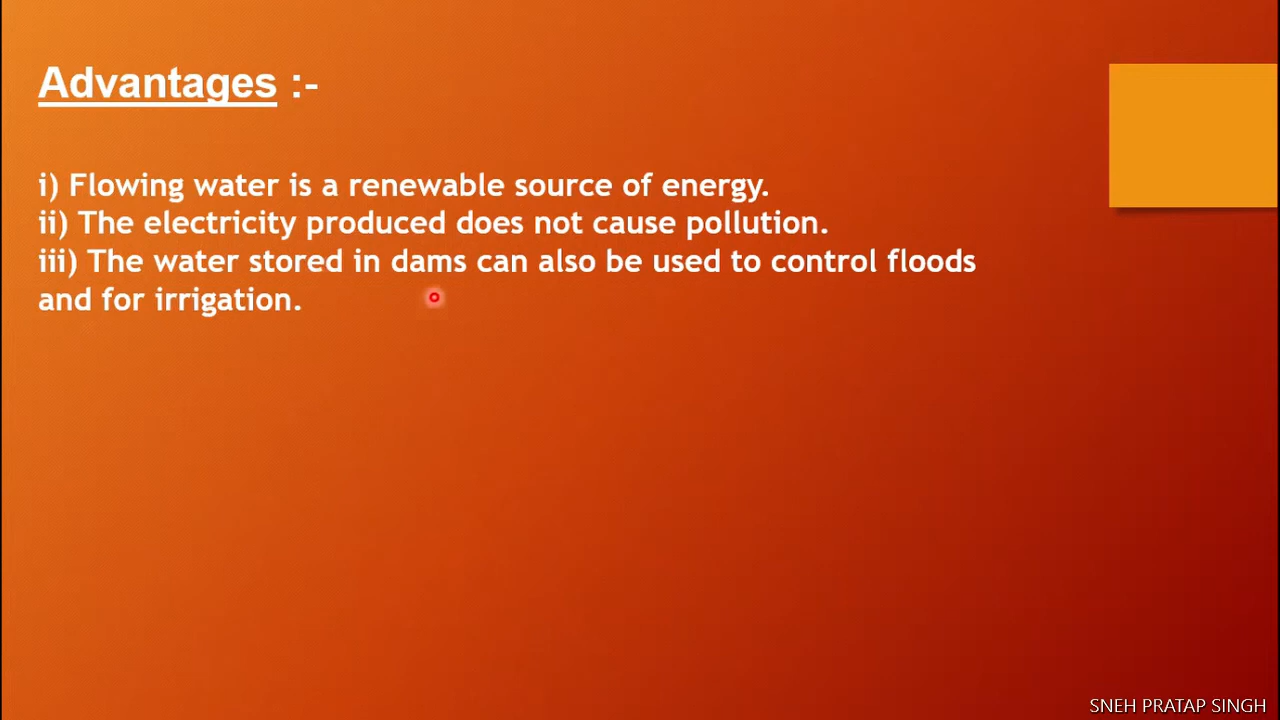 Advantages :-
i) Flowing water is a renewable source of energy.
ii) The electricity produced does not cause pollution.
iii) The water stored in dams can also be used to control floods
and for irrigation.
SNEH PRATAP SINGH